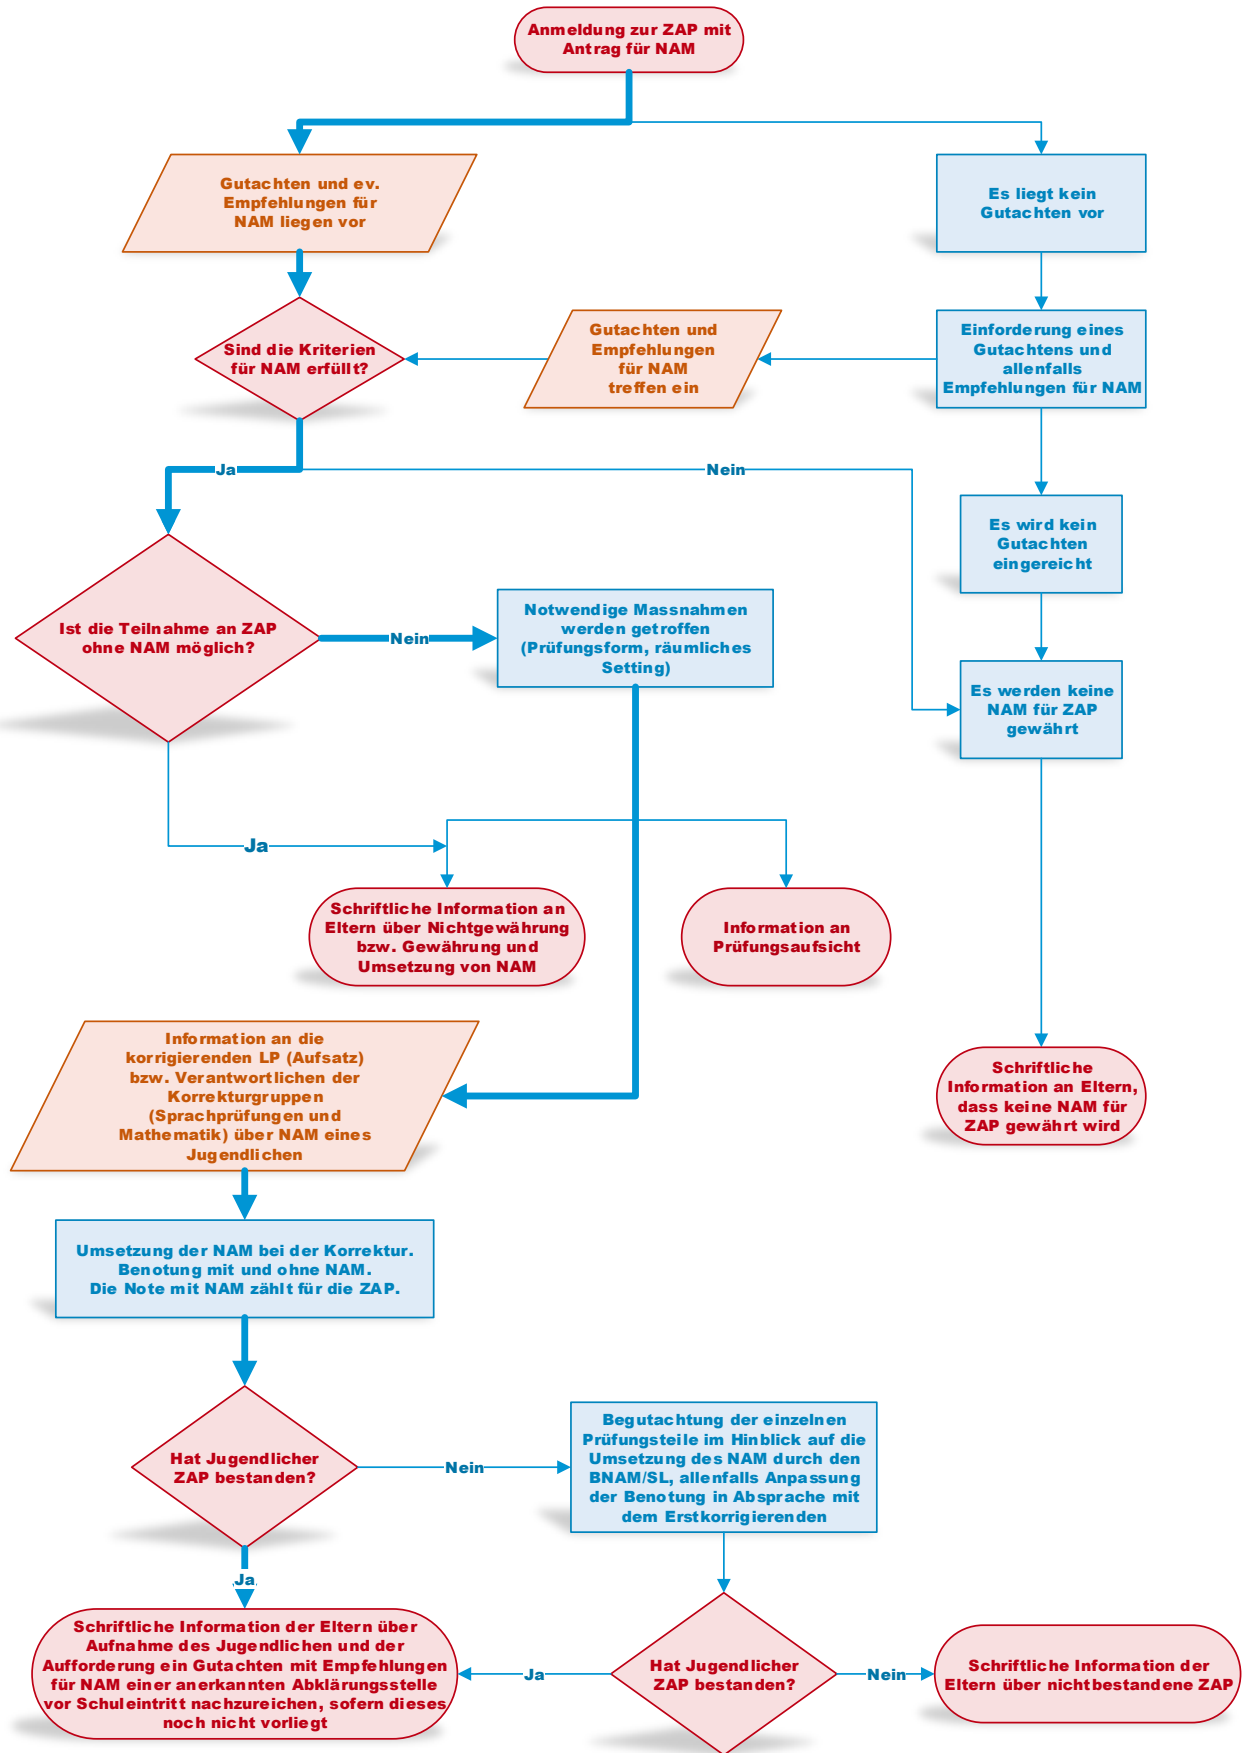 Anmeldung zur ZAP mit
Antrag für NAM
Gutachten und ev.
Empfehlungen für
NAM liegen vor
Es liegt kein
Gutachten vor
Sind die Kriterien
für NAM erfüllt?
Gutachten und
Empfehlungen
für NAM
treffen ein
Einforderung eines
Gutachtens und
allenfalls
Empfehlungen für NAM
Ja
Nein
Es wird kein
Gutachten
eingereicht
Ist die Teilnahme an ZAP
ohne NAM möglich?
Nein
Notwendige Massnahmen
werden getroffen
(Prüfungsform, räumliches
Setting)
Es werden keine
NAM für ZAP
gewährt
Ja
Schriftliche Information an
Eltern über Nichtgewährung
bzw. Gewährung und
Umsetzung von NAM
Information an
Prüfungsaufsicht
Information an die
korrigierenden LP (Aufsatz)
bzw. Verantwortlichen der
Korrekturgruppen
(Sprachprüfungen und
Mathematik) über NAM eines
Jugendlichen
Schriftliche
Information an Eltern,
dass keine NAM für
ZAP gewährt wird
Umsetzung der NAM bei der Korrektur.
Benotung mit und ohne NAM.
Die Note mit NAM zählt für die ZAP.
Hat Jugendlicher
ZAP bestanden?
Nein
Begutachtung der einzelnen
Prüfungsteile im Hinblick auf die
Umsetzung des NAM durch den
BNAM/SL, allenfalls Anpassung
der Benotung in Absprache mit
dem Erstkorrigierenden
Ja
Schriftliche Information der Eltern über
Aufnahme des Jugendlichen und der
Aufforderung ein Gutachten mit Empfehlungen
für NAM einer anerkannten Abklärungsstelle
vor Schuleintritt nachzureichen, sofern dieses
noch nicht vorliegt
Ja
Hat Jugendlicher
ZAP bestanden?
Nein
Schriftliche Information der
Eltern über nichtbestandene ZAP